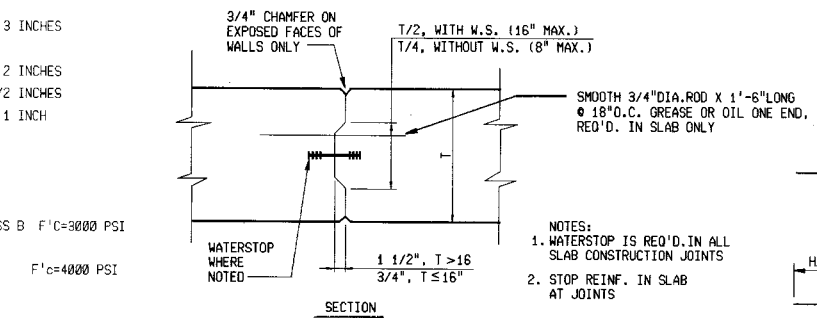 3 INCHES
2 INCHES
/2 INCHES
1 INCH
SS B F'C=3000 PSI
F'c=4000 PSI
3/4" CHAMFER ON
EXPOSED FACES OF
WALLS ONLY
T/2, WITH W.S. (16" MAX.)
T/4, WITHOUT W.S. (8" MAX.)
SMOOTH 3/4"DIA.ROD X 1'-6"LONG
@ 18"O.C. GREASE OR OIL ONE END,
REQ'D. IN SLAB ONLY
T
WATERSTOP
WHERE
NOTED
1 1/2", T >16
3/4", T ≤16"
SECTION
NOTES:
1. WATERSTOP IS REQ'D.IN ALL
SLAB CONSTRUCTION JOINTS
2. STOP REINF. IN SLAB
AT JOINTS